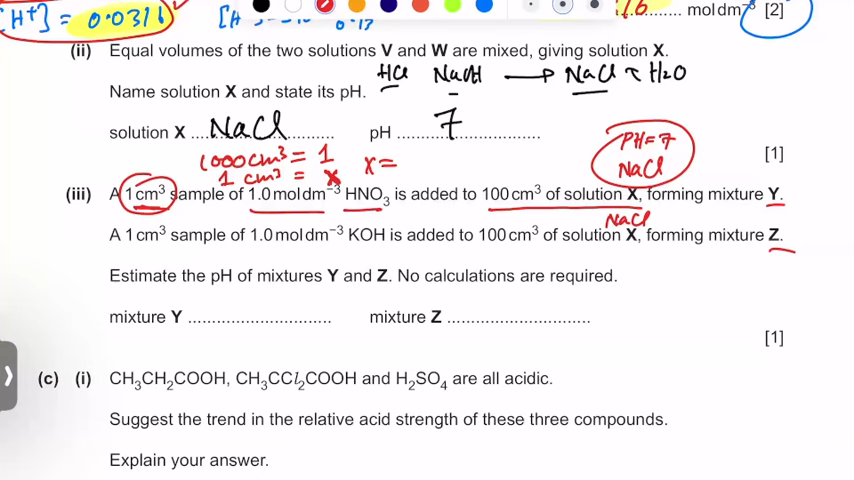 [H+] = 0.0316
mol dm⁻³ [2]
(ii) Equal volumes of the two solutions V and W are mixed, giving solution X.
HCl NaOH → NaCl + H2O
Name solution X and state its pH.
solution X ..... NaCl ............... pH ......... 7 ...............
[1]
1000cm³ = 1 x =
1 cm³ = x
PH=7
NaCl
(iii) A 1 cm³ sample of 1.0 mol dm⁻³ HNO₃ is added to 100 cm³ of solution X, forming mixture Y.
NaCl
A 1 cm³ sample of 1.0 mol dm⁻³ KOH is added to 100 cm³ of solution X, forming mixture Z.
Estimate the pH of mixtures Y and Z. No calculations are required.
mixture Y .............................. mixture Z ..............................
[1]
(c) (i) CH₃CH₂COOH, CH₃CCl₂COOH and H₂SO₄ are all acidic.
Suggest the trend in the relative acid strength of these three compounds.
Explain your answer.